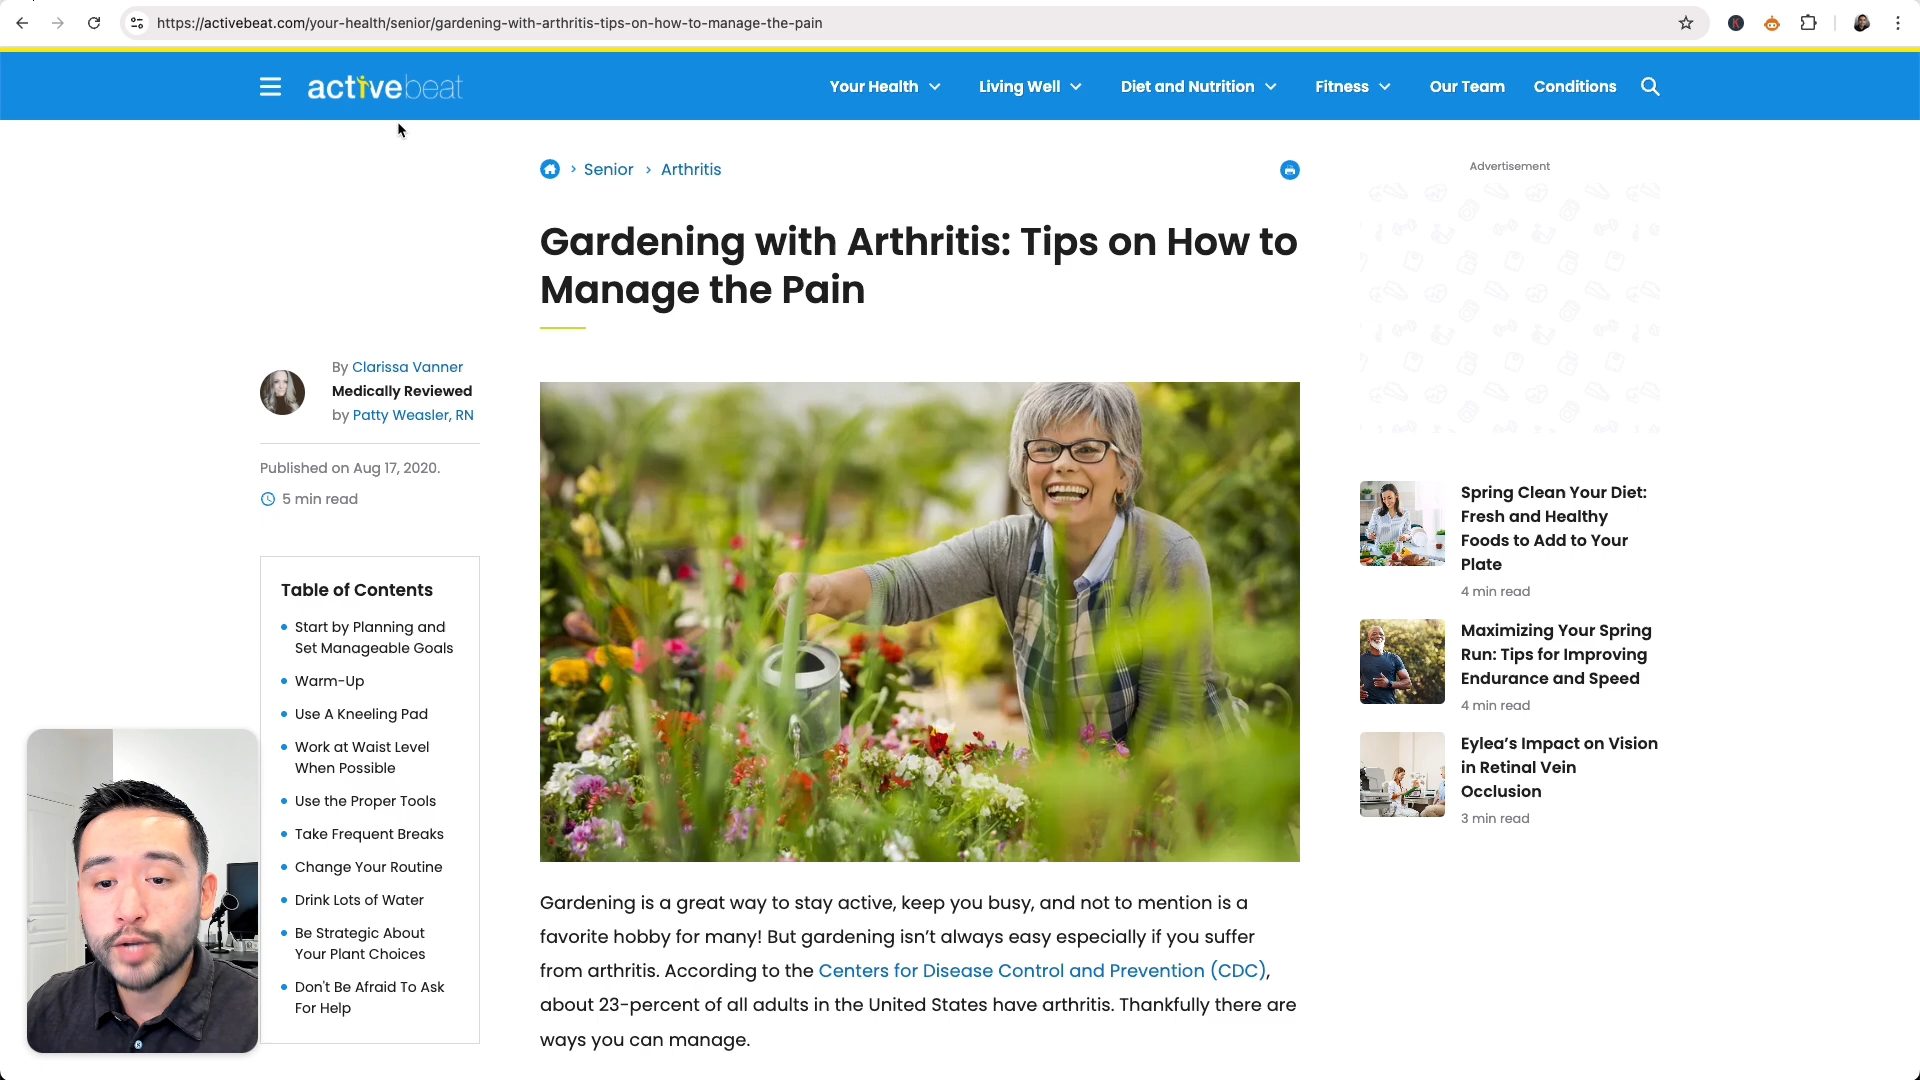 https://activebeat.com/your-health/senior/gardening-with-arthritis-tips-on-how-to-manage-the-pain
activebeat
Your Health
Living Well
Diet and Nutrition
Fitness
Our Team
Conditions
> Senior > Arthritis
Gardening with Arthritis: Tips on How to
Manage the Pain
By Clarissa Vanner
Medically Reviewed
by Patty Weasler, RN
Published on Aug 17, 2020.
5 min read
Table of Contents
Start by Planning and
Set Manageable Goals
Warm-Up
Use A Kneeling Pad
Work at Waist Level
When Possible
Use the Proper Tools
Take Frequent Breaks
Change Your Routine
Drink Lots of Water
Be Strategic About
Your Plant Choices
Don't Be Afraid To Ask
For Help
Gardening is a great way to stay active, keep you busy, and not to mention is a
favorite hobby for many! But gardening isn’t always easy especially if you suffer
from arthritis. According to the Centers for Disease Control and Prevention (CDC),
about 23-percent of all adults in the United States have arthritis. Thankfully there are
ways you can manage.
Advertisement
Spring Clean Your Diet:
Fresh and Healthy
Foods to Add to Your
Plate
4 min read
Maximizing Your Spring
Run: Tips for Improving
Endurance and Speed
4 min read
Eylea’s Impact on Vision
in Retinal Vein
Occlusion
3 min read